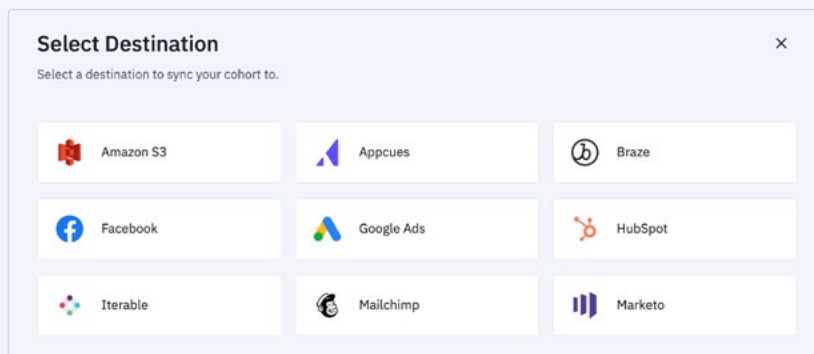 Select Destination
Select a destination to sync your cohort to.
Amazon S3
Appcues
Braze
Facebook
Google Ads
HubSpot
Iterable
Mailchimp
Marketo